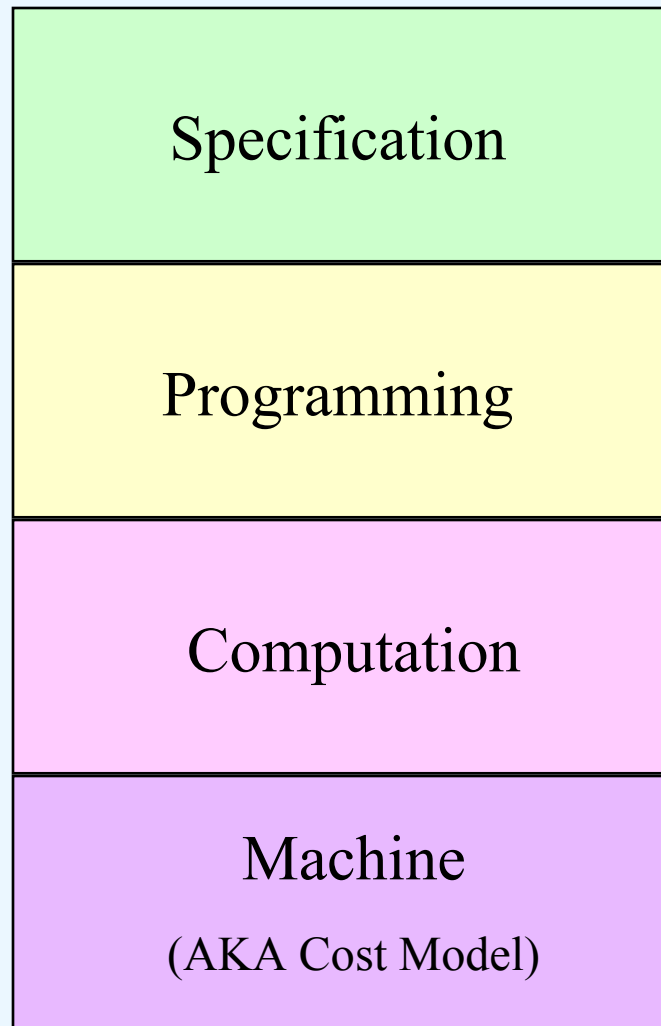 Specification
Programming
Computation
Machine
(AKA Cost Model)